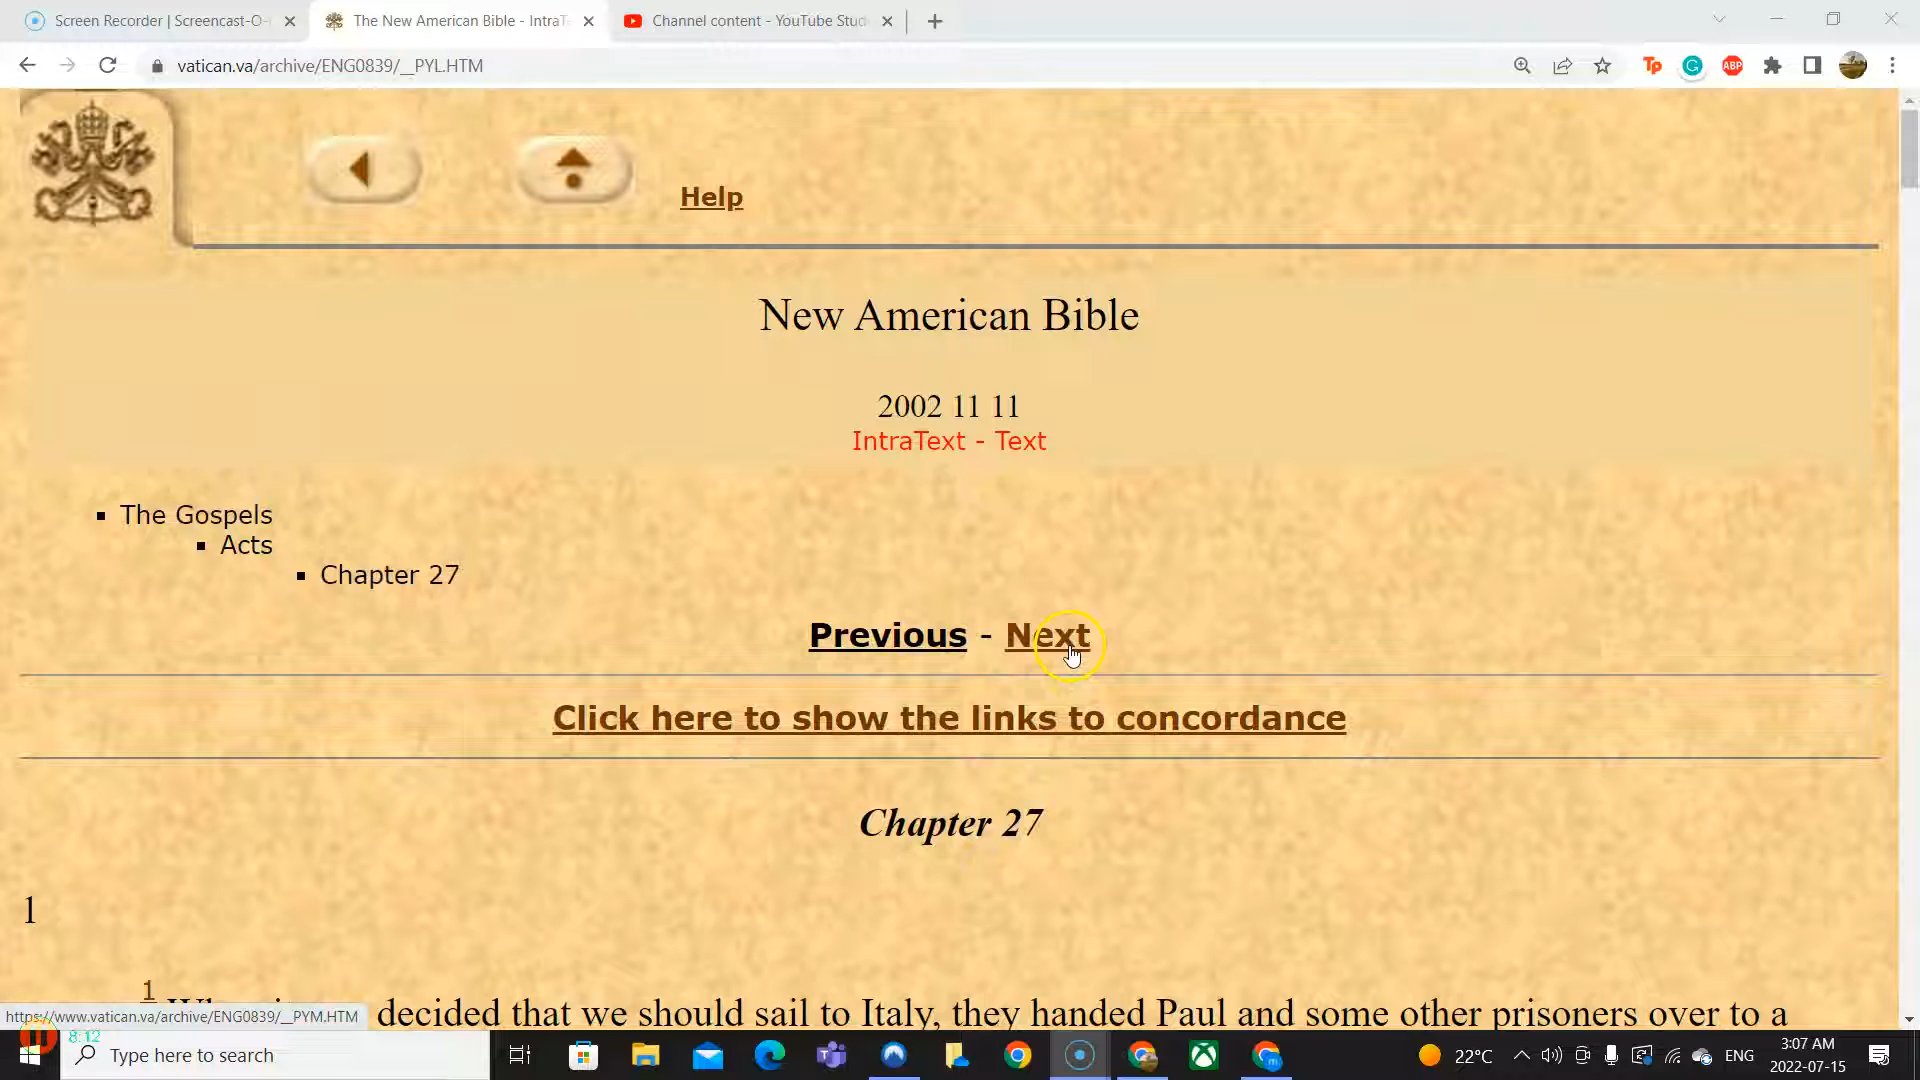 Screen Recorder | Screencast-O-
The New American Bible - IntraT
Channel content - YouTube Stud
vatican.va/archive/ENG0839/__PYL.HTM
Tp
ABP
Help
New American Bible
2002 11 11
IntraText - Text
The Gospels
Acts
Chapter 27
Previous - Next
Click here to show the links to concordance
Chapter 27
1
1
decided that we should sail to Italy, they handed Paul and some other prisoners over to a
https://www.vatican.va/archive/ENG0839/__PYM.HTM
8:12
Type here to search
22°C
ENG
3:07 AM
2022-07-15